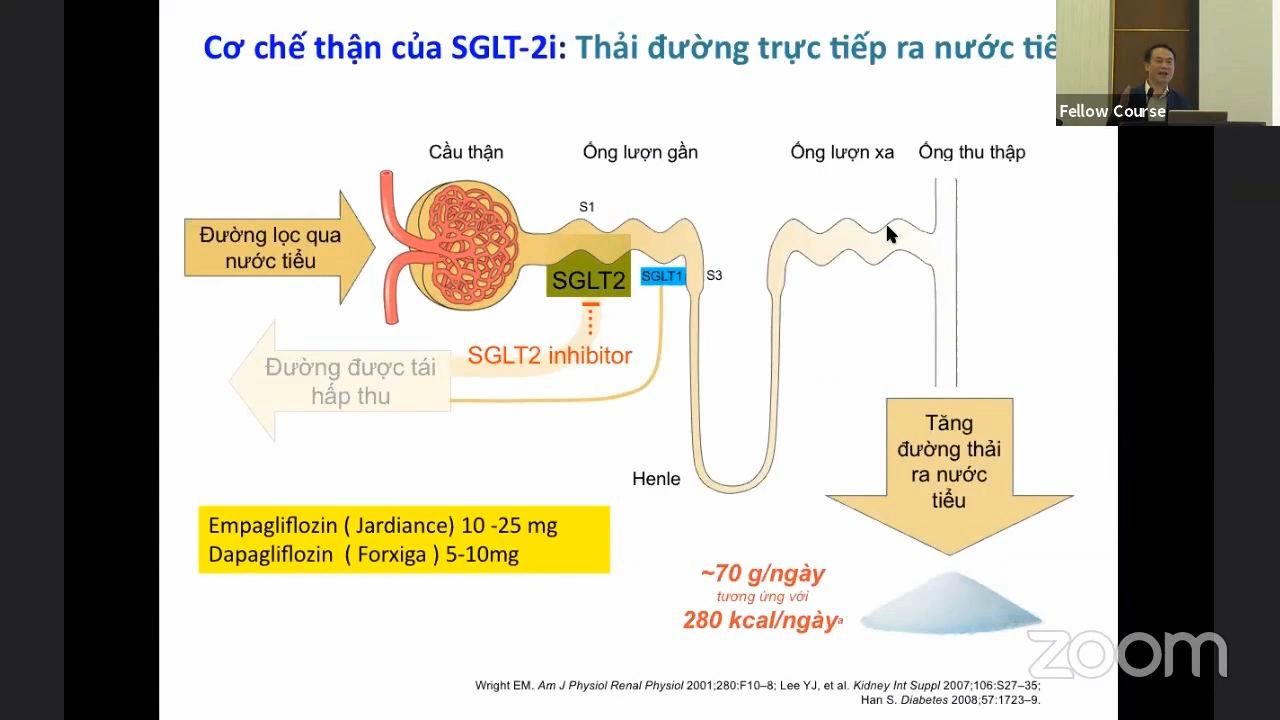 Cơ chế thận của SGLT-2i: Thải đường trực tiếp ra nước tiể
Fellow Course
Cầu thận
Ống lượn gần
Ống lượn xa
Ống thu thập
S1
Đường lọc qua
nước tiểu
SGLT2
SGLT1
S3
SGLT2 inhibitor
Đường được tái
hấp thu
Henle
Tăng
đường thải
ra nước
tiểu
Empagliflozin ( Jardiance) 10 -25 mg
Dapagliflozin ( Forxiga ) 5-10mg
~70 g/ngày
tương ứng với
280 kcal/ngàyª
zoom
Wright EM. Am J Physiol Renal Physiol 2001;280:F10–8; Lee YJ, et al. Kidney Int Suppl 2007;106:S27–35;
Han S. Diabetes 2008;57:1723–9.